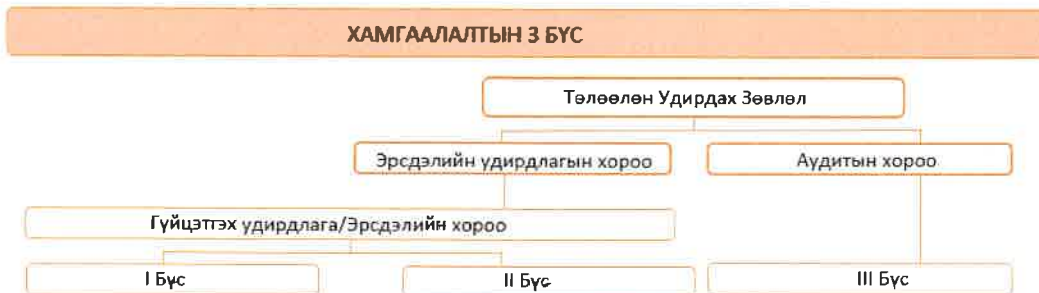 ХАМГААЛАЛТЫН 3 БҮС
Төлөөлөн Удирдах Зөвлөл
Эрсдэлийн удирдлагын хороо
Аудитын хороо
Гүйцэтгэх удирдлага/Эрсдэлийн хороо
I Бүс
II Бүс
III Бүс